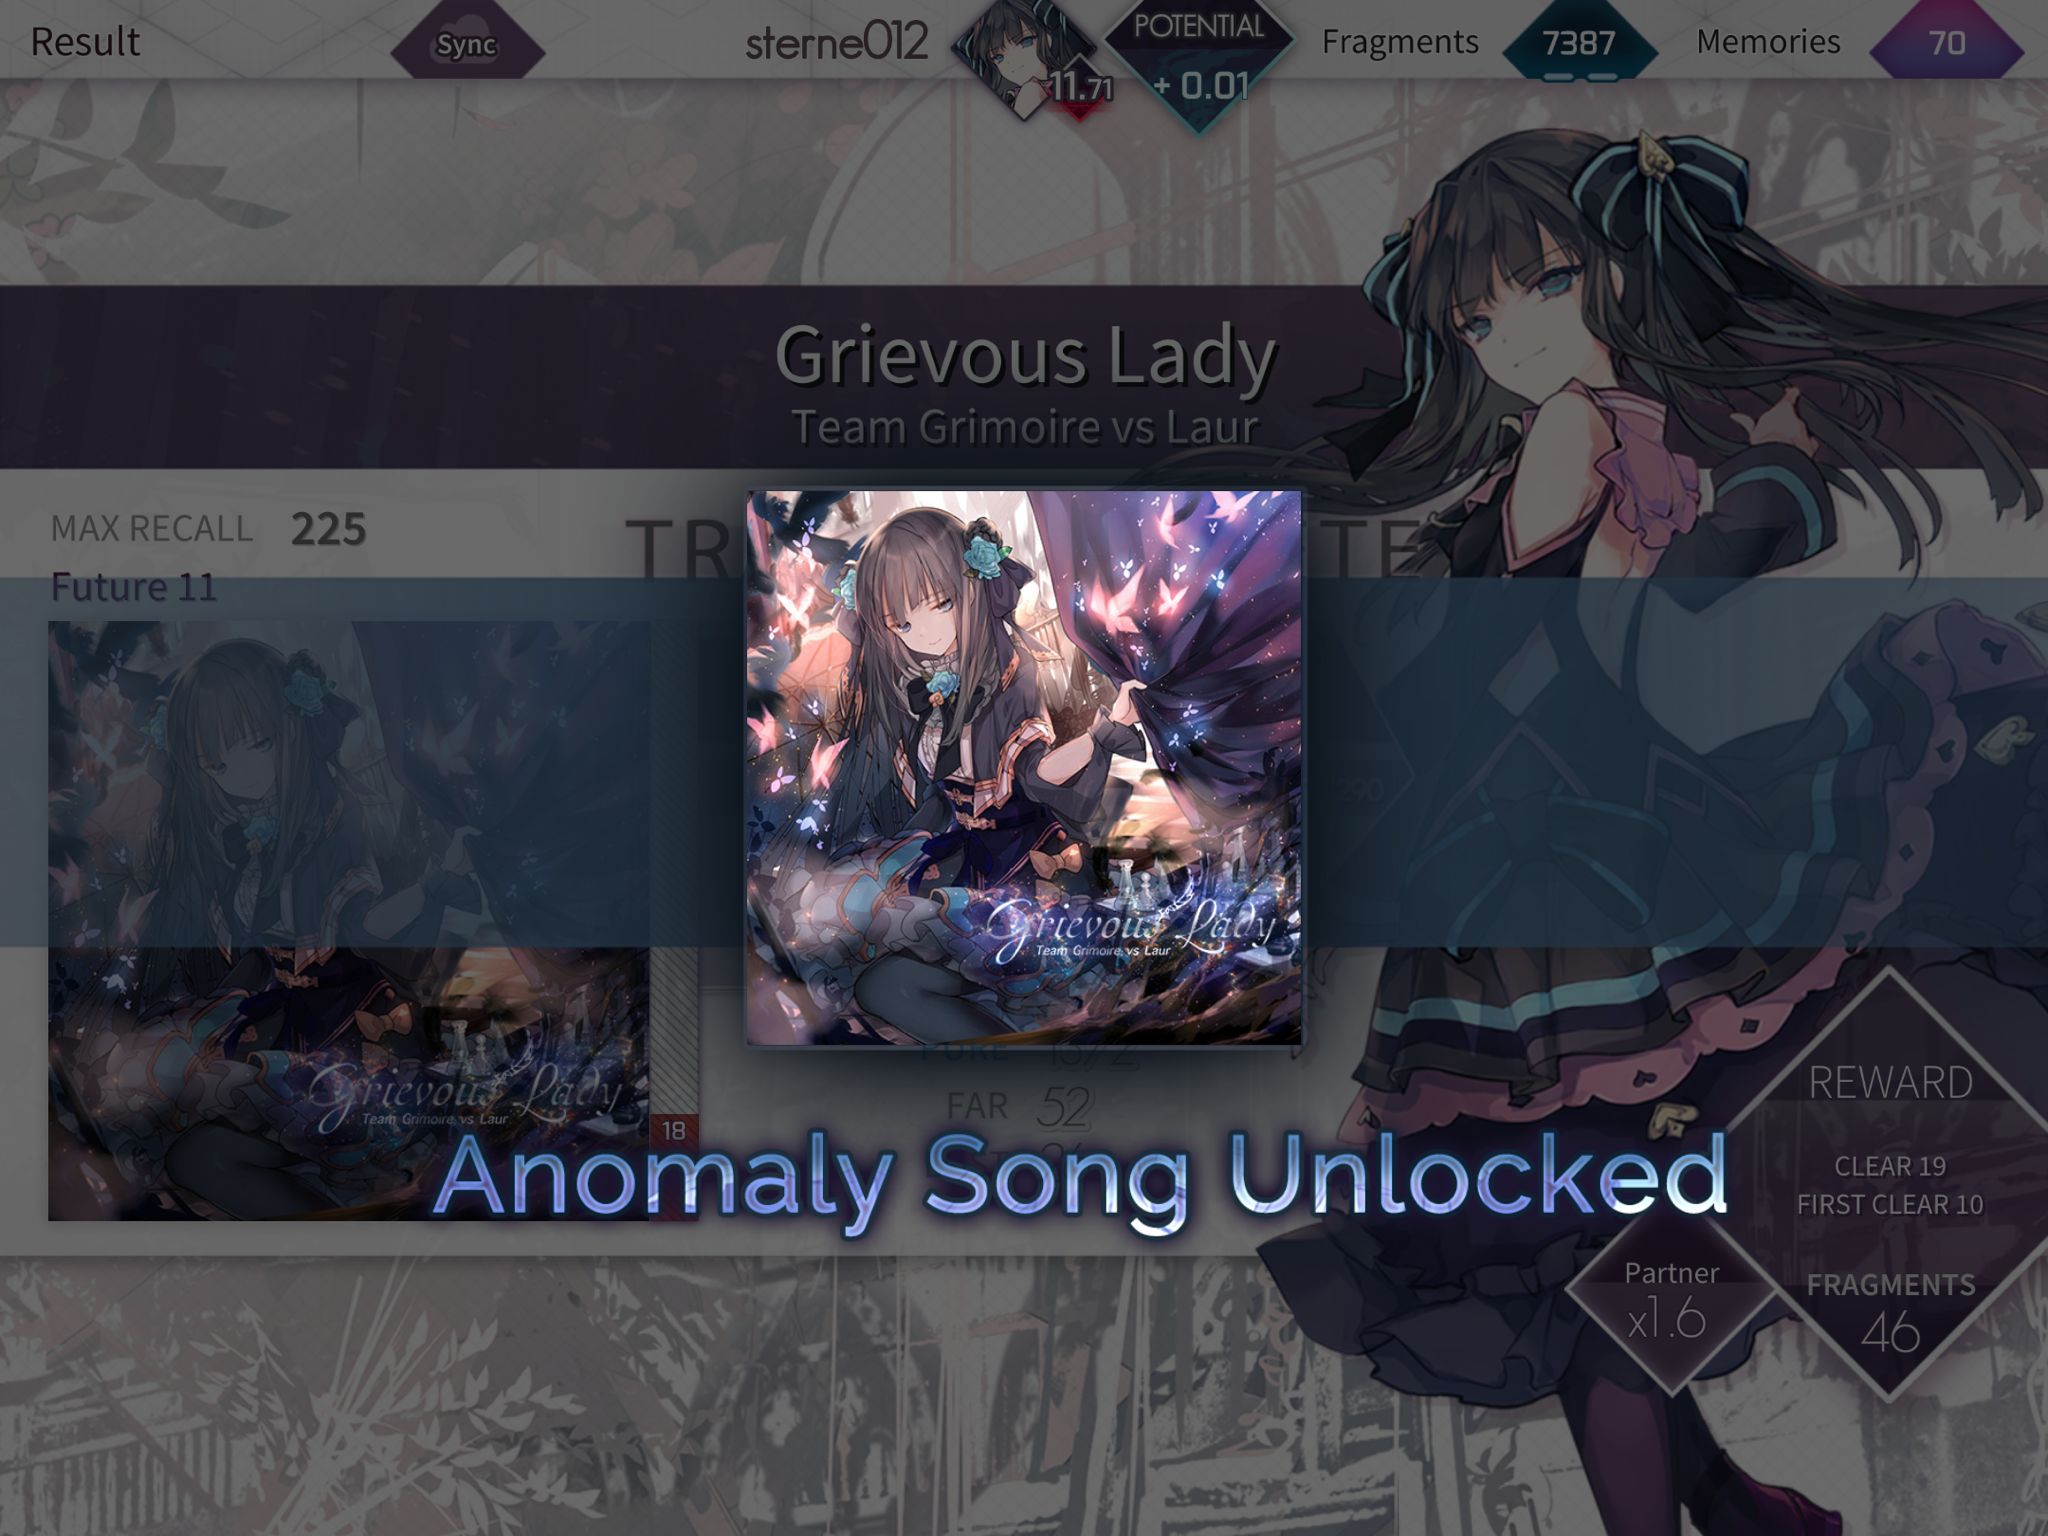 Result
Sync
sterne012
11.71
POTENTIAL
+ 0.01
Fragments
7387
Memories
70
Grievous Lady
Team Grimoire vs Laur
MAX RECALL 225
Future 11
Grievous Lady
Team Grimoire vs Laur
Grievous Lady
Team Grimoire vs Laur
18
PURE
FAR 52
Anomaly Song Unlocked
REWARD
CLEAR 19
FIRST CLEAR 10
Partner
x1.6
FRAGMENTS
46